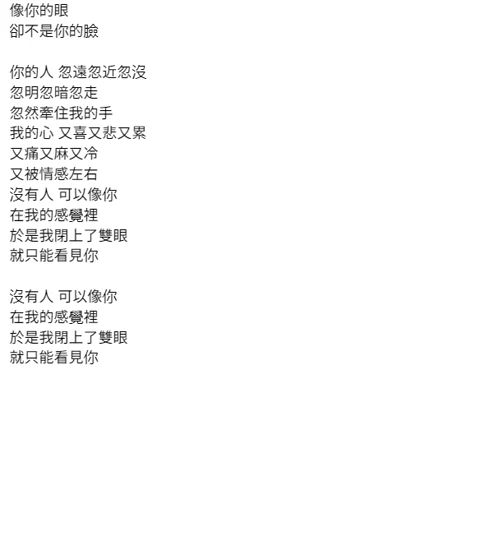 像你的眼
卻不是你的臉
你的人 忽遠忽近忽沒
忽明忽暗忽走
忽然牽住我的手
我的心 又喜又悲又累
又痛又麻又冷
又被情感左右
沒有人 可以像你
在我的感覺裡
於是我閉上了雙眼
就只能看見你
沒有人 可以像你
在我的感覺裡
於是我閉上了雙眼
就只能看見你